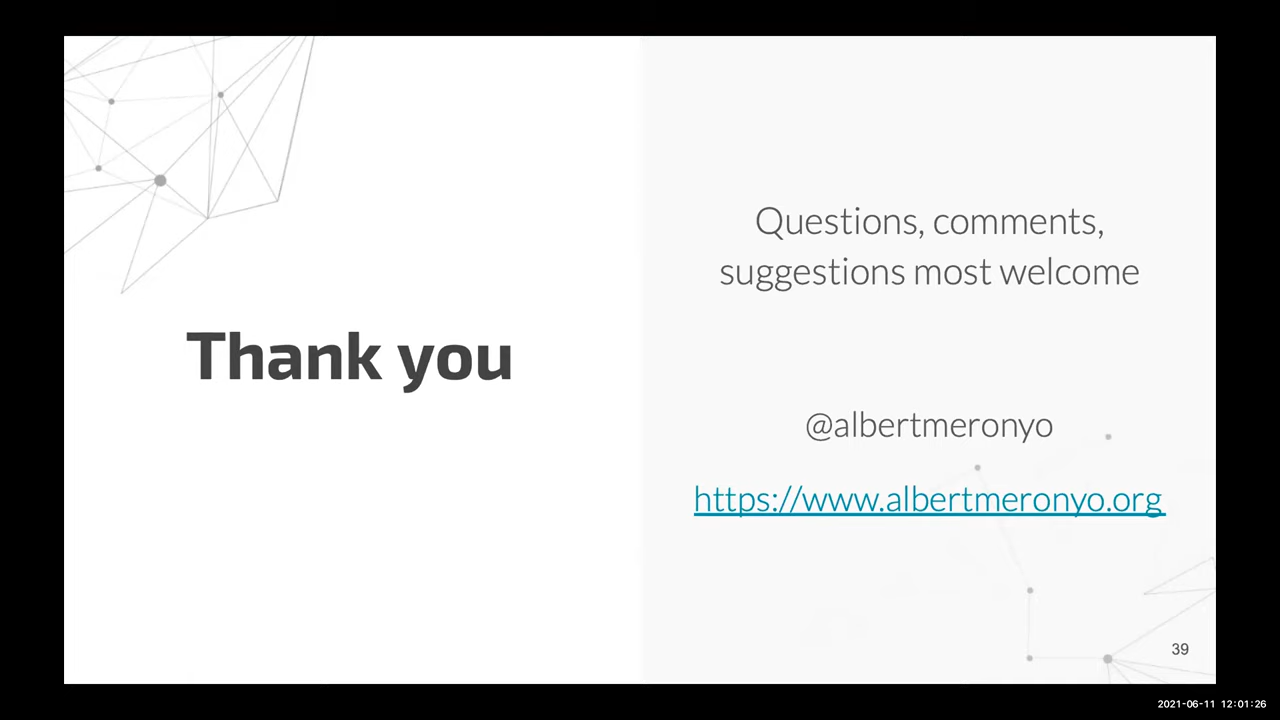 Thank you
Questions, comments,
suggestions most welcome
@albertmeronyo
https://www.albertmeronyo.org
39
2021-06-11 12:01:26